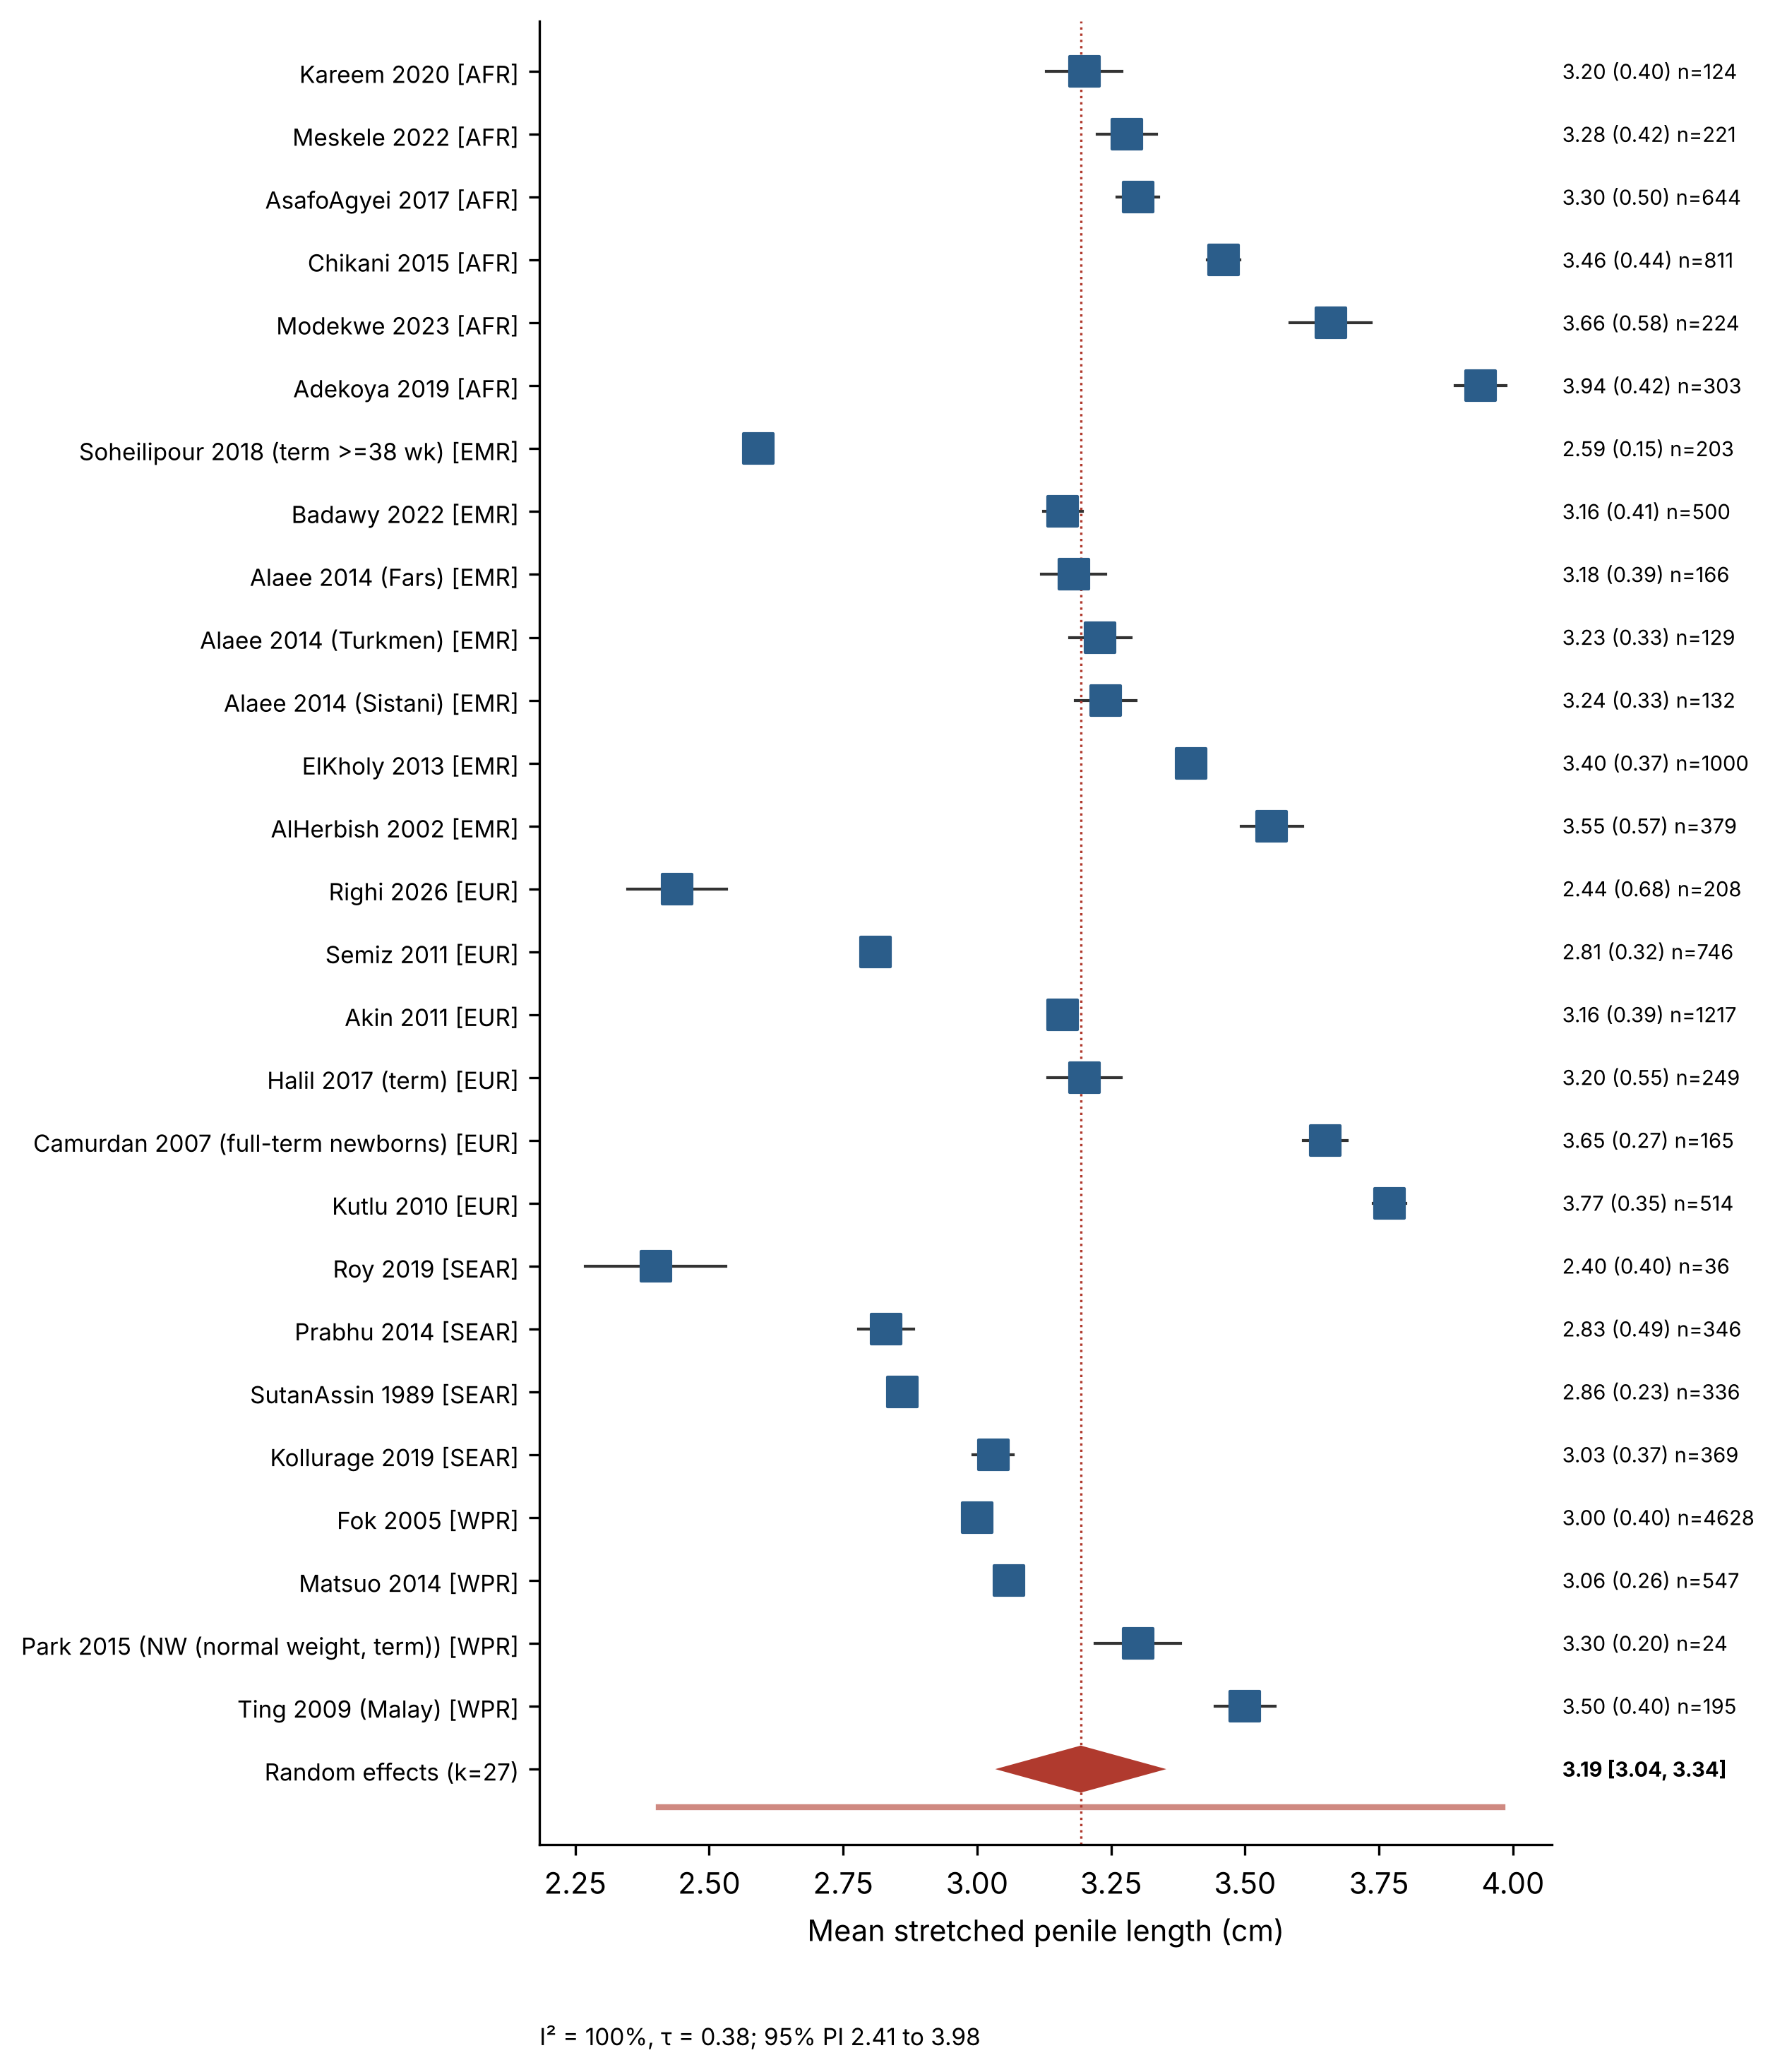 Kareem 2020 [AFR] 3.20 (0.40) n=124
Meskele 2022 [AFR] 3.28 (0.42) n=221
AsafoAgyei 2017 [AFR] 3.30 (0.50) n=644
Chikani 2015 [AFR] 3.46 (0.44) n=811
Modekwe 2023 [AFR] 3.66 (0.58) n=224
Adekoya 2019 [AFR] 3.94 (0.42) n=303
Soheilipour 2018 (term >=38 wk) [EMR] 2.59 (0.15) n=203
Badawy 2022 [EMR] 3.16 (0.41) n=500
Alaee 2014 (Fars) [EMR] 3.18 (0.39) n=166
Alaee 2014 (Turkmen) [EMR] 3.23 (0.33) n=129
Alaee 2014 (Sistani) [EMR] 3.24 (0.33) n=132
ElKholy 2013 [EMR] 3.40 (0.37) n=1000
AlHerbish 2002 [EMR] 3.55 (0.57) n=379
Righi 2026 [EUR] 2.44 (0.68) n=208
Semiz 2011 [EUR] 2.81 (0.32) n=746
Akin 2011 [EUR] 3.16 (0.39) n=1217
Halil 2017 (term) [EUR] 3.20 (0.55) n=249
Camurdan 2007 (full-term newborns) [EUR] 3.65 (0.27) n=165
Kutlu 2010 [EUR] 3.77 (0.35) n=514
Roy 2019 [SEAR] 2.40 (0.40) n=36
Prabhu 2014 [SEAR] 2.83 (0.49) n=346
SutanAssin 1989 [SEAR] 2.86 (0.23) n=336
Kollurage 2019 [SEAR] 3.03 (0.37) n=369
Fok 2005 [WPR] 3.00 (0.40) n=4628
Matsuo 2014 [WPR] 3.06 (0.26) n=547
Park 2015 (NW (normal weight, term)) [WPR] 3.30 (0.20) n=24
Ting 2009 (Malay) [WPR] 3.50 (0.40) n=195
Random effects (k=27) 3.19 [3.04, 3.34]
2.25 2.50 2.75 3.00 3.25 3.50 3.75 4.00
Mean stretched penile length (cm)
I² = 100%, τ = 0.38; 95% PI 2.41 to 3.98